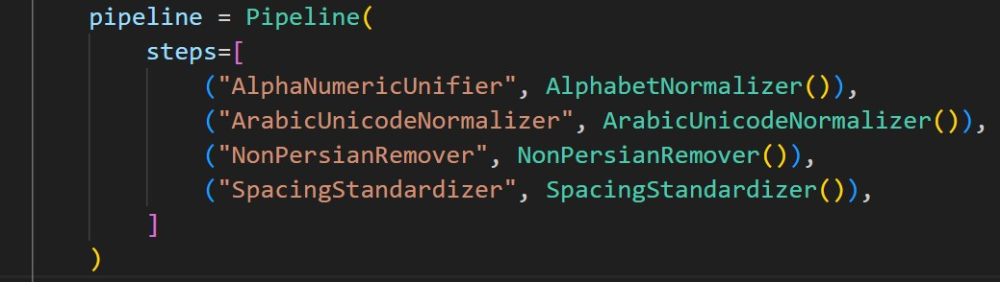 pipeline = Pipeline(
    steps=[
        ("AlphaNumericUnifier", AlphabetNormalizer()),
        ("ArabicUnicodeNormalizer", ArabicUnicodeNormalizer()),
        ("NonPersianRemover", NonPersianRemover()),
        ("SpacingStandardizer", SpacingStandardizer()),
    ]
)